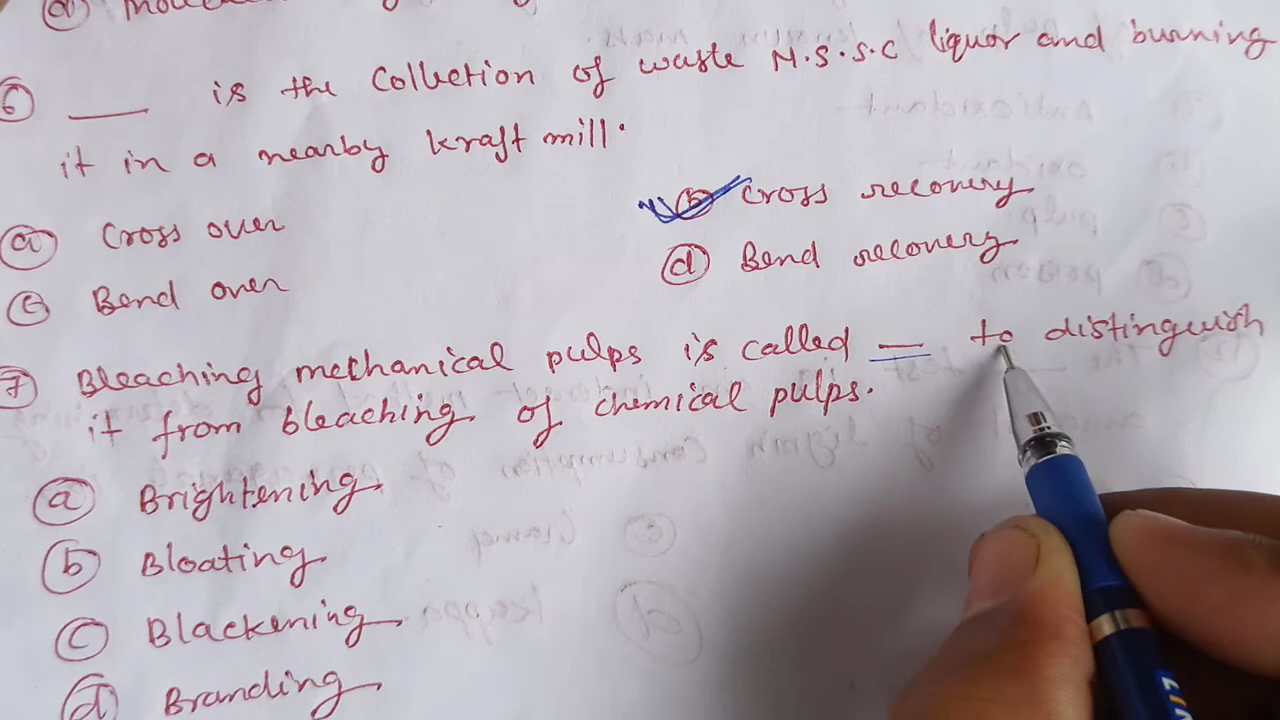 ⑥ ___ is the Collection of waste N.S.S.C liquor and burning
it in a nearby kraft mill.
ⓐ Cross over ⓑ Cross recovery
ⓒ Bend over ⓓ Bend recovery
⑦ Bleaching mechanical pulps is called __ to distinguish
it from bleaching of chemical pulps.
ⓐ Brightening
ⓑ Bloating
ⓒ Blackening
ⓓ Branding